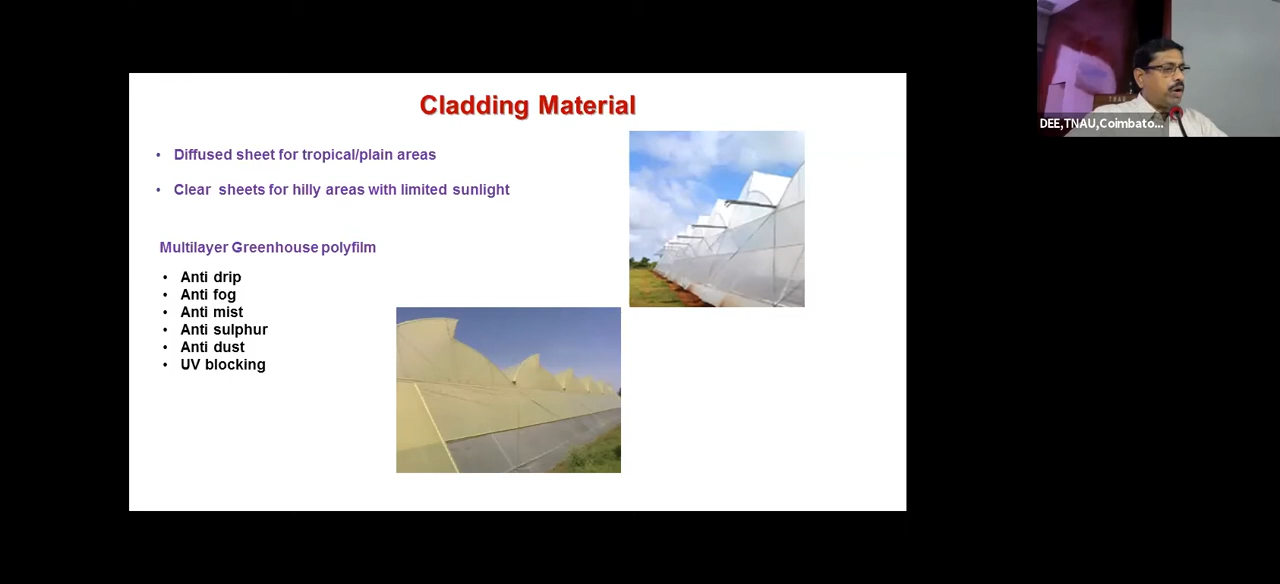 Cladding Material
• Diffused sheet for tropical/plain areas
• Clear sheets for hilly areas with limited sunlight
Multilayer Greenhouse polyfilm
• Anti drip
• Anti fog
• Anti mist
• Anti sulphur
• Anti dust
• UV blocking
TNAU
DEE,TNAU,Coimbato...